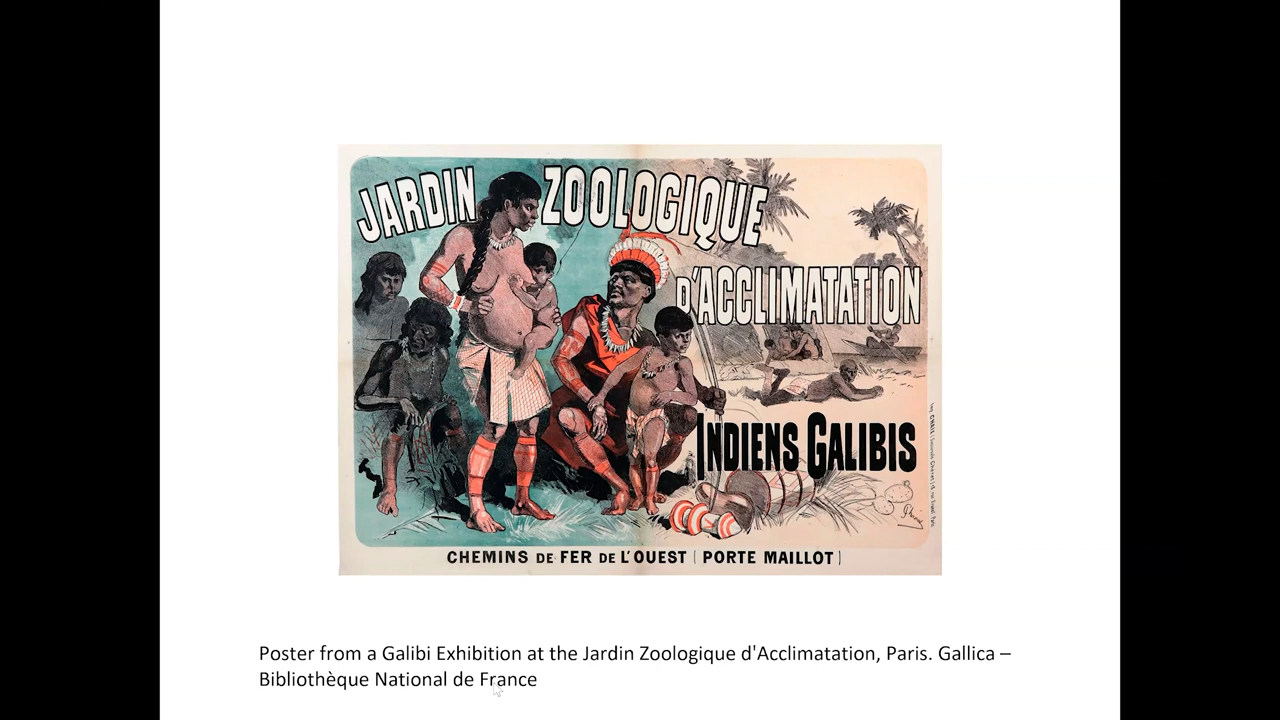 JARDIN ZOOLOGIQUE
D'ACCLIMATATION
INDIENS GALIBIS
CHEMINS DE FER DE L'OUEST (PORTE MAILLOT)
Poster from a Galibi Exhibition at the Jardin Zoologique d'Acclimatation, Paris. Gallica –
Bibliothèque National de France